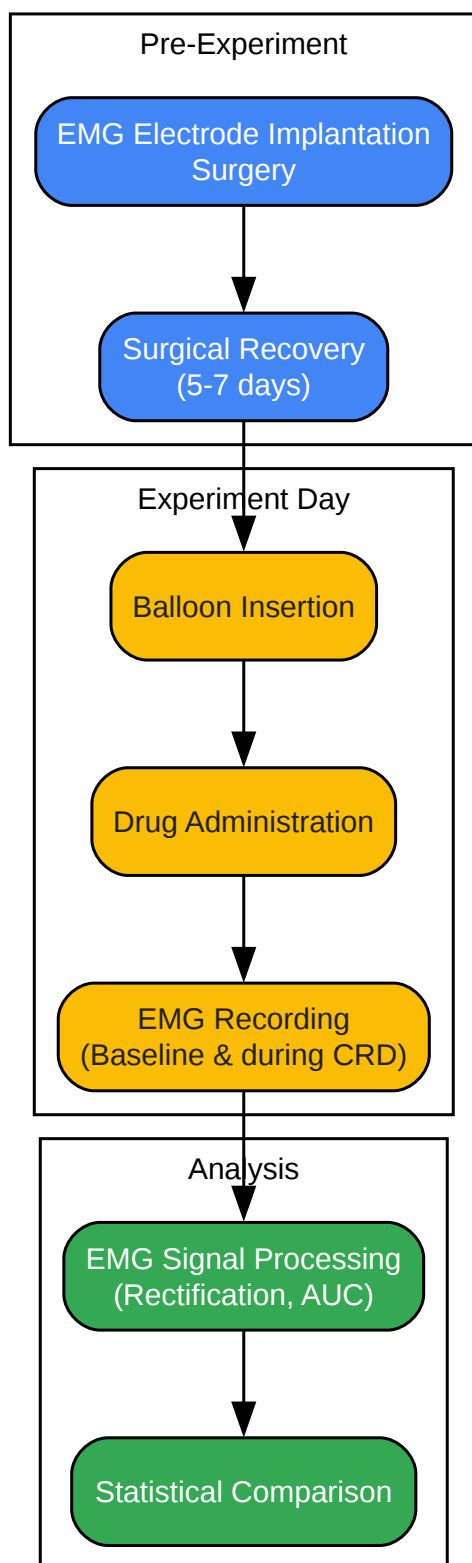 Pre-Experiment
EMG Electrode Implantation
Surgery
Surgical Recovery
(5-7 days)
Experiment Day
Balloon Insertion
Drug Administration
EMG Recording
(Baseline & during CRD)
Analysis
EMG Signal Processing
(Rectification, AUC)
Statistical Comparison